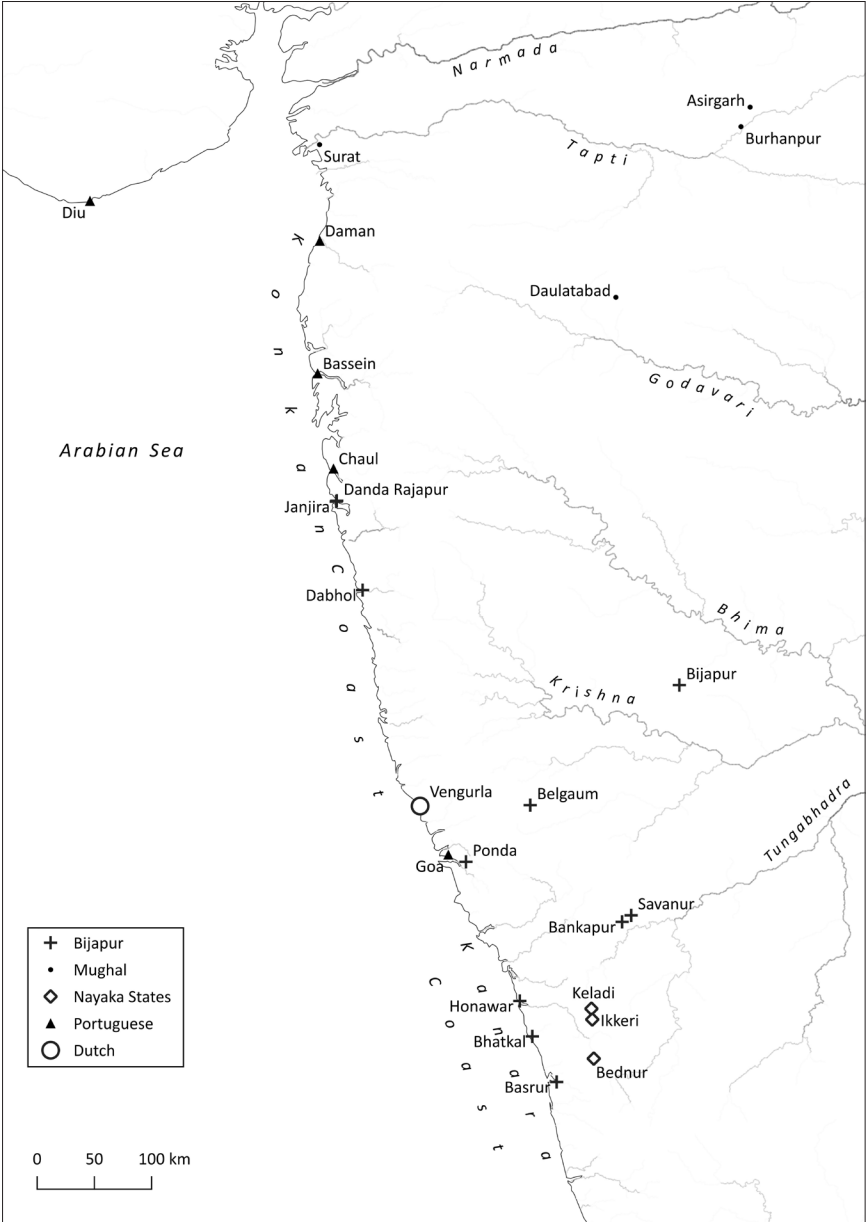 Narmada
Asirgarh
Burhanpur
Surat
Tapti
Diu
Daman
Daulatabad
Bassein
Godavari
Arabian Sea
Chaul
Danda Rajapur
Janjira
Konkan Coast
Dabhol
Bhima
Bijapur
Krishna
Vengurla
Belgaum
Tungabhadra
Ponda
Goa
Savanur
Bankapur
Kanara Coast
Keladi
Honawar
Ikkeri
Bhatkal
Bednur
Basrur
Bijapur
Mughal
Nayaka States
Portuguese
Dutch
0 50 100 km